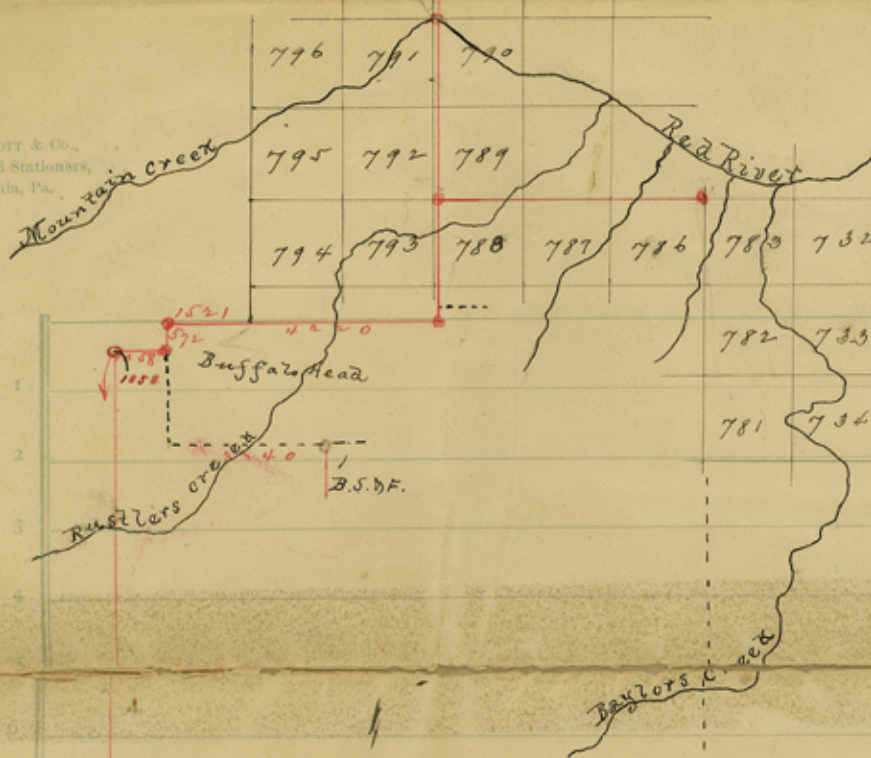 796 791 790
Red River
& Co.,
Stationers,
Pa.
Mountain Creek
795 792 789
794 793 788 787 786 783 732
1521
4220
572
158
1050
Buffalo Head
782 733
1
781 734
2
40
1
B.S.&F.
Rustlers Creek
3
4
5
Baylors Creek
6